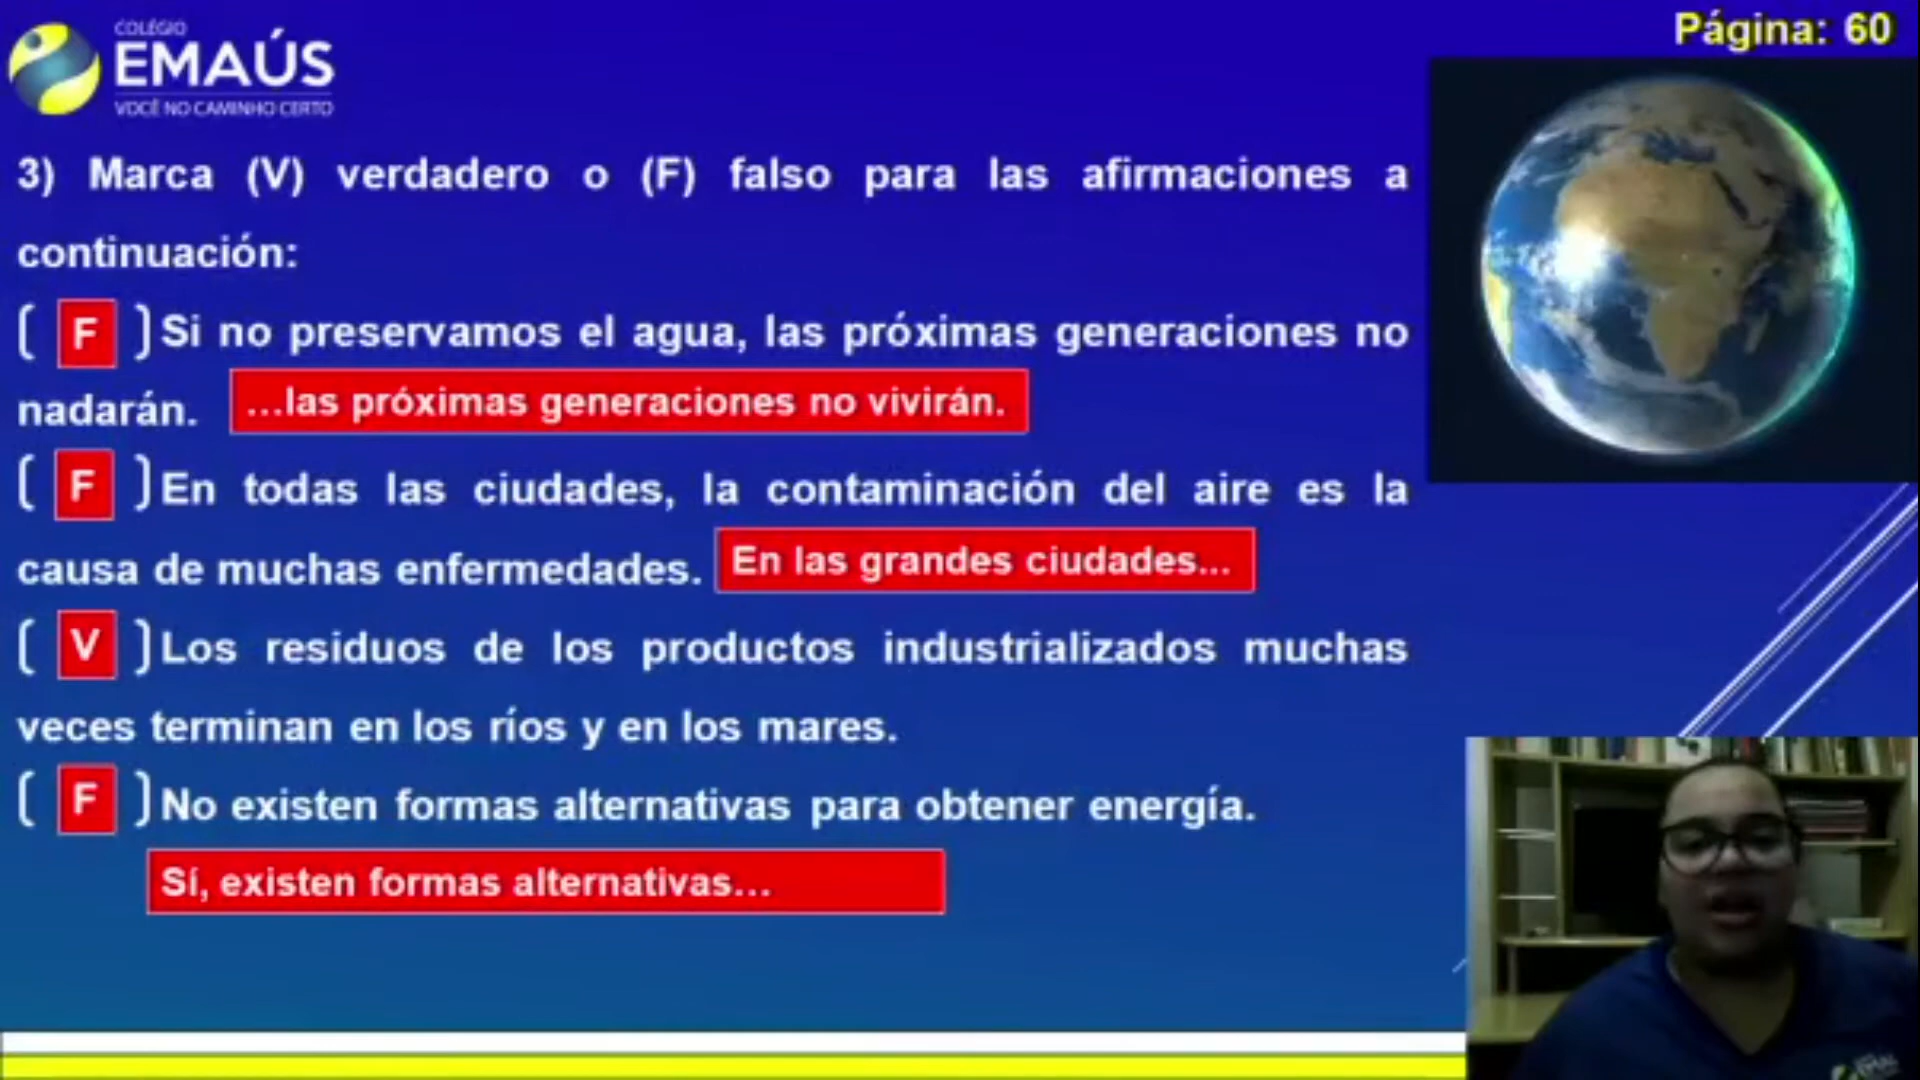 COLÉGIO
EMAÚS
VOCÊ NO CAMINHO CERTO
Página: 60
3) Marca (V) verdadero o (F) falso para las afirmaciones a
continuación:
( F ) Si no preservamos el agua, las próximas generaciones no
nadarán. ...las próximas generaciones no vivirán.
( F ) En todas las ciudades, la contaminación del aire es la
causa de muchas enfermedades. En las grandes ciudades...
( V ) Los residuos de los productos industrializados muchas
veces terminan en los ríos y en los mares.
( F ) No existen formas alternativas para obtener energía.
Sí, existen formas alternativas...